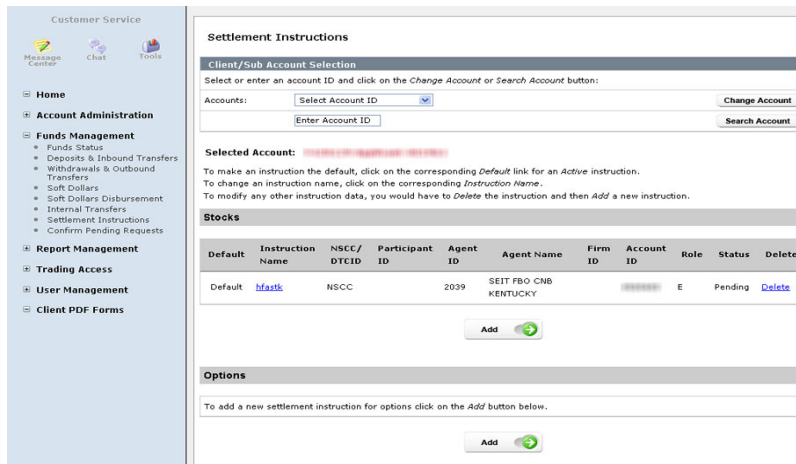 Customer Service
Message Center
Chat
Tools
Home
Account Administration
Funds Management
Funds Status
Deposits & Inbound Transfers
Withdrawals & Outbound
Transfers
Soft Dollars
Soft Dollars Disbursement
Internal Transfers
Settlement Instructions
Confirm Pending Requests
Report Management
Trading Access
User Management
Client PDF Forms
Settlement Instructions
Client/Sub Account Selection
Select or enter an account ID and click on the Change Account or Search Account button:
Accounts: Select Account ID Change Account
Enter Account ID Search Account
Selected Account:
To make an instruction the default, click on the corresponding Default link for an Active instruction.
To change an instruction name, click on the corresponding Instruction Name.
To modify any other instruction data, you would have to Delete the instruction and then Add a new instruction.
Stocks
Default Instruction Name NSCC/ DTCID Participant ID Agent ID Agent Name Firm ID Account ID Role Status Delete
Default hfastk NSCC 2039 SEIT FBO CNB KENTUCKY E Pending Delete
Add
Options
To add a new settlement instruction for options click on the Add button below.
Add